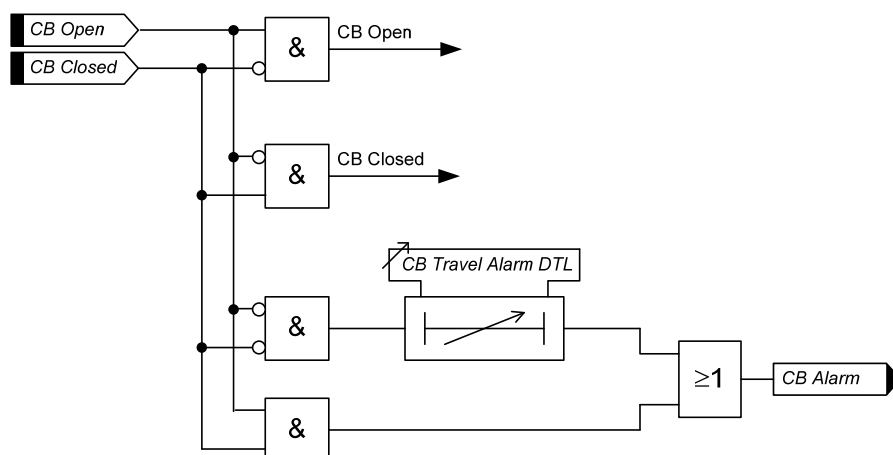 CB Open
CB Closed
&
CB Open
&
CB Closed
CB Travel Alarm DTL
&
≥1
CB Alarm
&